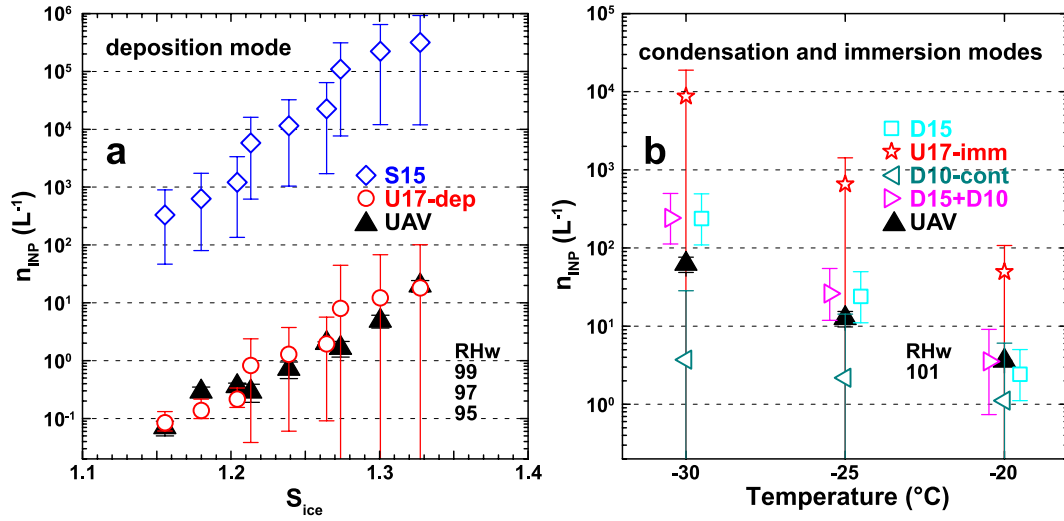 10⁶
10⁵
10⁴
10³
10²
10¹
10⁰
10⁻¹
n_INP (L⁻¹)
deposition mode
a
S15
U17-dep
UAV
RHw
99
97
95
1.1
1.2
1.3
1.4
S_ice
10⁵
10⁴
10³
10²
10¹
10⁰
n_INP (L⁻¹)
condensation and immersion modes
b
D15
U17-imm
D10-cont
D15+D10
UAV
RHw
101
-30
-25
-20
Temperature (°C)